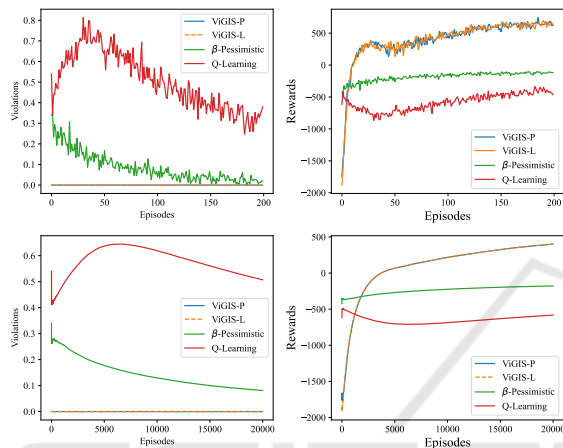 Violations
0.8
0.7
0.6
0.5
0.4
0.3
0.2
0.1
0.0
ViGIS-P
ViGIS-L
β-Pessimistic
Q-Learning
0 50 100 150 200
Episodes
Rewards
500
0
−500
−1000
−1500
−2000
ViGIS-P
ViGIS-L
β-Pessimistic
Q-Learning
0 50 100 150 200
Episodes
Violations
0.6
0.5
0.4
0.3
0.2
0.1
0.0
ViGIS-P
ViGIS-L
β-Pessimistic
Q-Learning
0 5000 10000 15000 20000
Episodes
Rewards
500
0
−500
−1000
−1500
−2000
ViGIS-P
ViGIS-L
β-Pessimistic
Q-Learning
0 5000 10000 15000 20000
Episodes